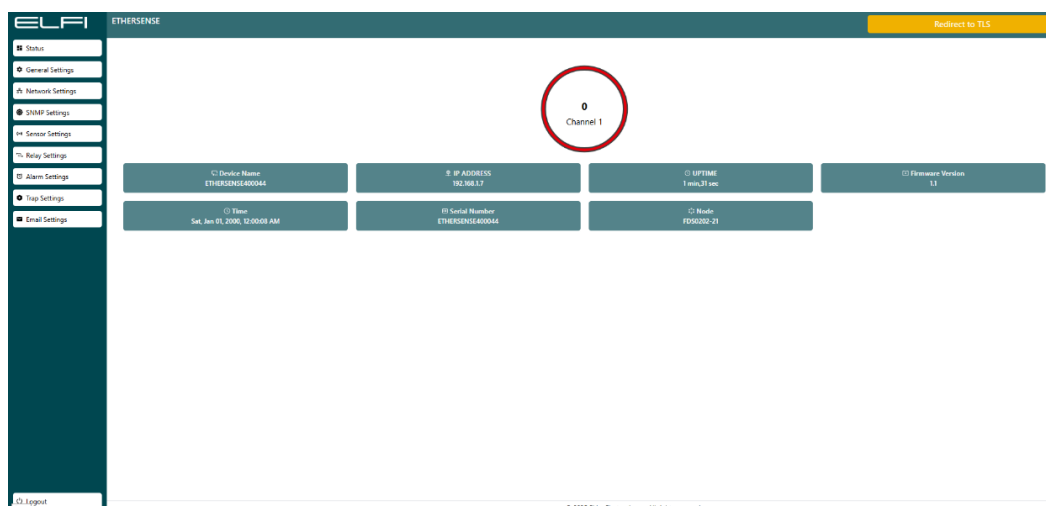 ELFI
ETHERSENSE
Redirect to TLS
Status
General Settings
Network Settings
SNMP Settings
Sensor Settings
Relay Settings
Alarm Settings
Trap Settings
Email Settings
0
Channel 1
Device Name
ETHERSENSE400044
IP ADDRESS
192.168.1.7
UPTIME
1 min,31 sec
Firmware Version
1.1
Time
Sat, Jan 01, 2000, 12:00:08 AM
Serial Number
ETHERSENSE400044
Node
FDS0202-21
Logout